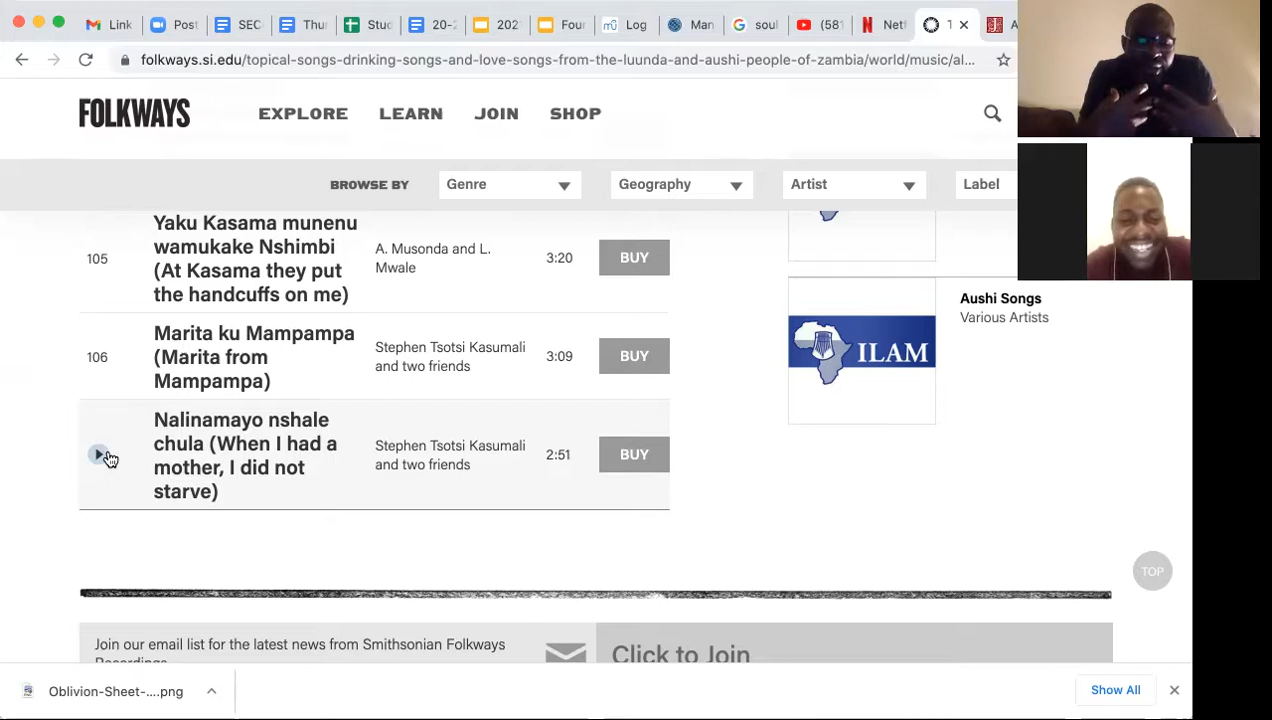 Link
Post
SEC
Thur
Stud
20-2
202
Four
Log
Man
soul
(581
Netf
T
folkways.si.edu/topical-songs-drinking-songs-and-love-songs-from-the-luunda-and-aushi-people-of-zambia/world/music/al...
FOLKWAYS
EXPLORE
LEARN
JOIN
SHOP
BROWSE BY
Genre
Geography
Artist
Label
105
Yaku Kasama munenu
wamukake Nshimbi
(At Kasama they put
the handcuffs on me)
A. Musonda and L.
Mwale
3:20
BUY
106
Marita ku Mampampa
(Marita from
Mampampa)
Stephen Tsotsi Kasumali
and two friends
3:09
BUY
Nalinamayo nshale
chula (When I had a
mother, I did not
starve)
Stephen Tsotsi Kasumali
and two friends
2:51
BUY
ILAM
Aushi Songs
Various Artists
TOP
Join our email list for the latest news from Smithsonian Folkways
Recordings
Click to Join
Oblivion-Sheet-....png
Show All